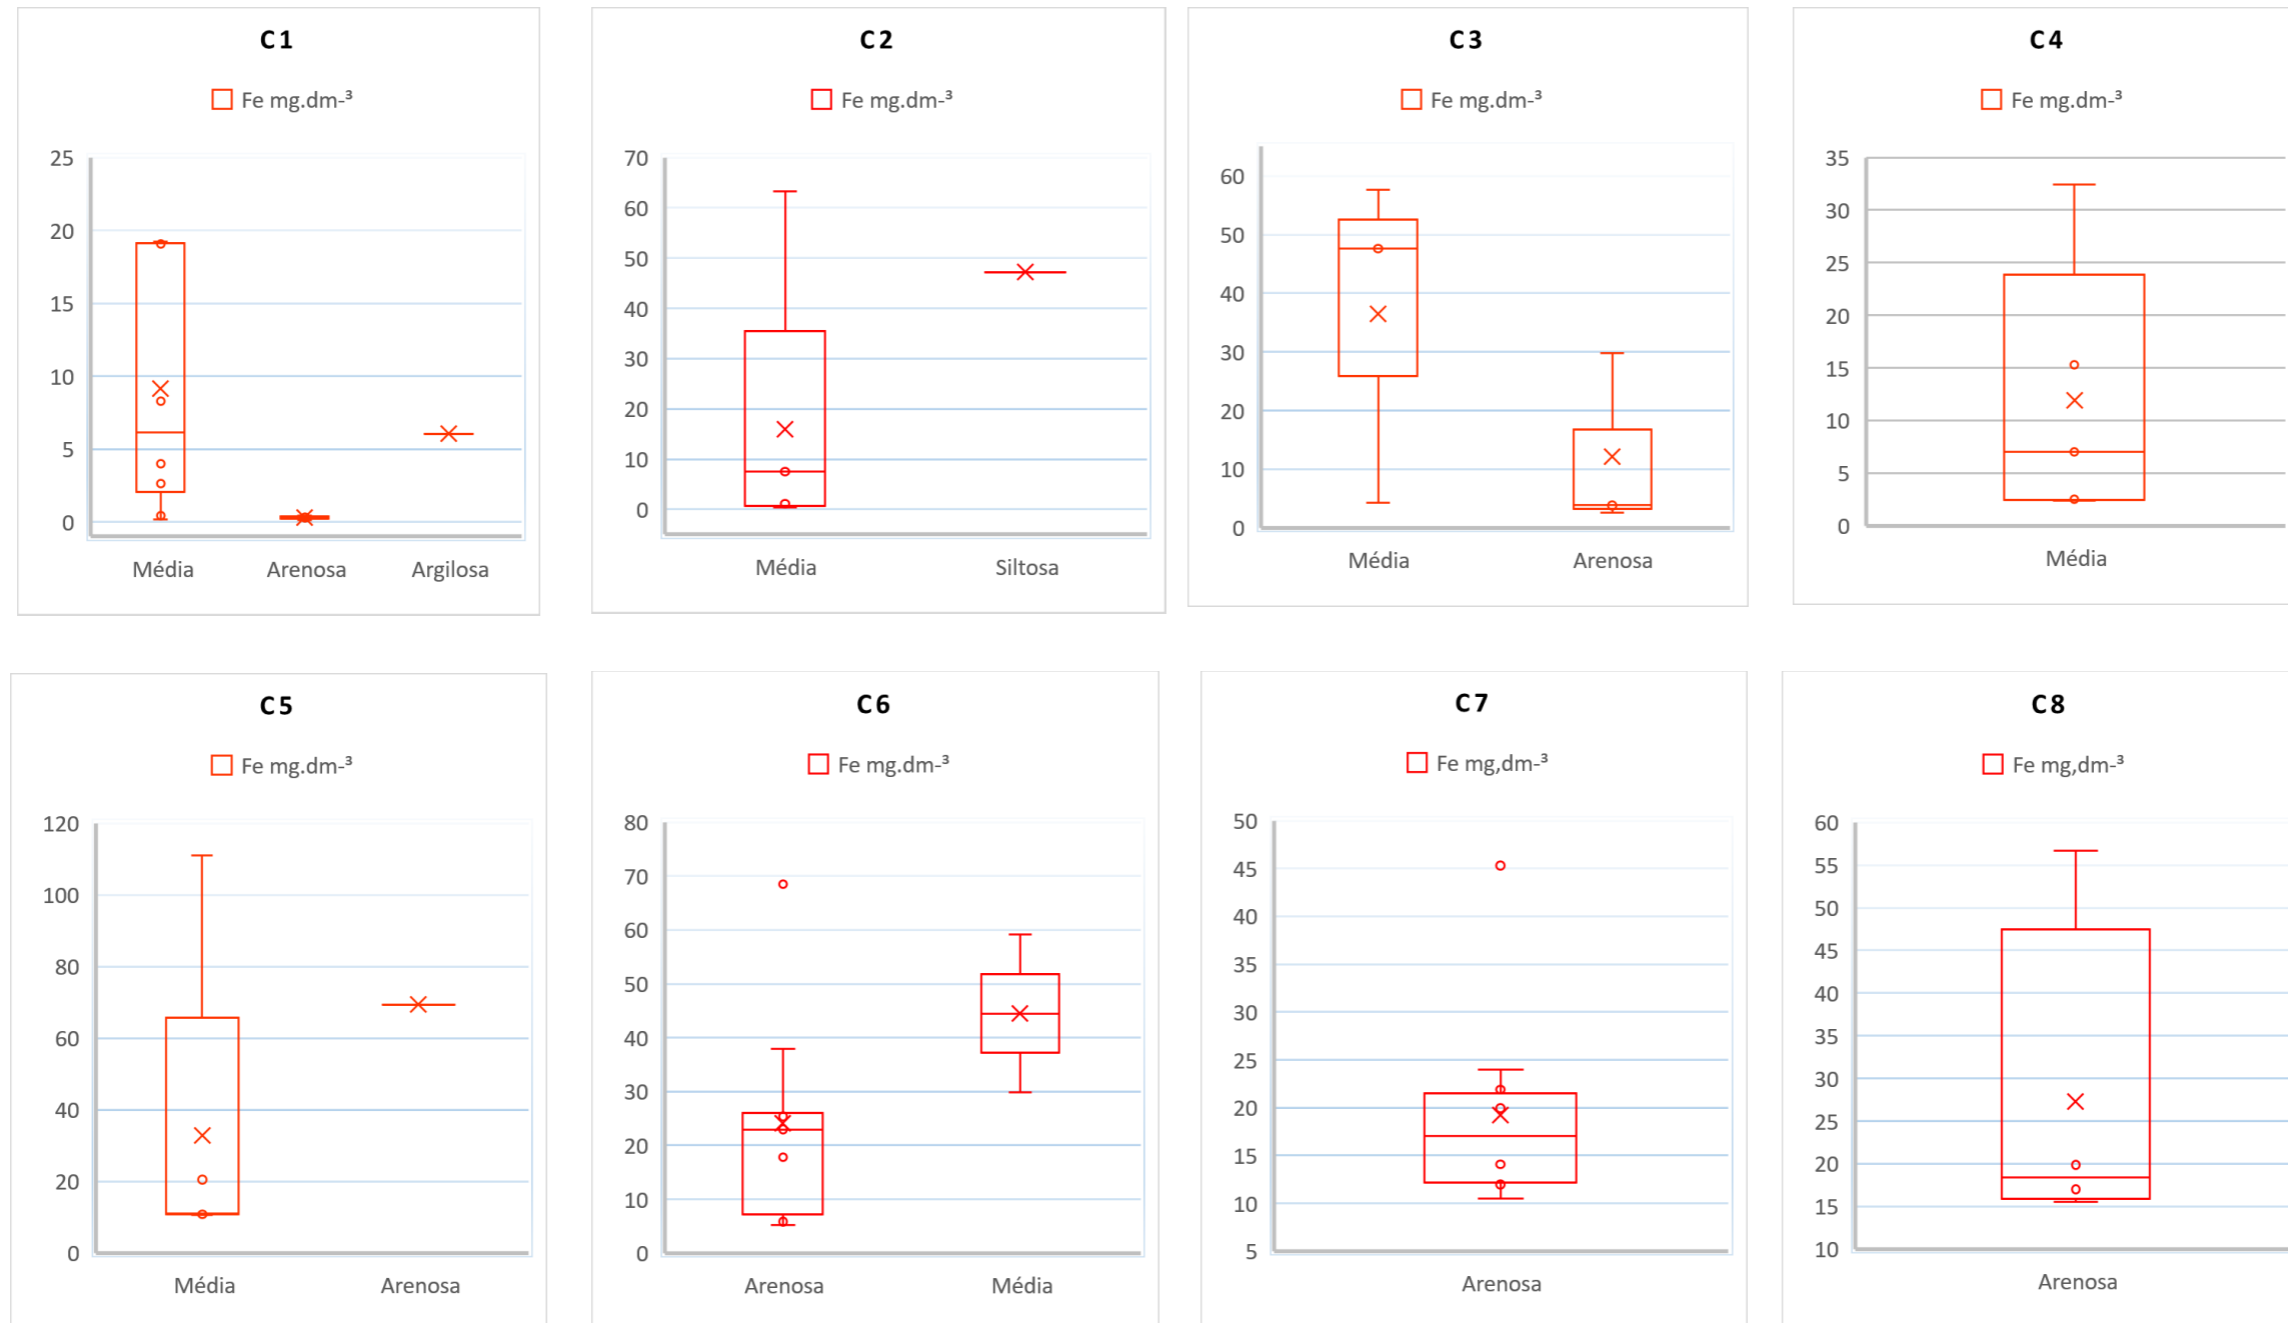 C1
Fe mg.dm-³
25
20
15
10
5
0
Média Arenosa Argilosa
C2
Fe mg.dm-³
70
60
50
40
30
20
10
0
Média Siltosa
C3
Fe mg.dm-³
60
50
40
30
20
10
0
Média Arenosa
C4
Fe mg.dm-³
35
30
25
20
15
10
5
0
Média
C5
Fe mg.dm-³
120
100
80
60
40
20
0
Média Arenosa
C6
Fe mg.dm-³
80
70
60
50
40
30
20
10
0
Arenosa Média
C7
Fe mg,dm-³
50
45
40
35
30
25
20
15
10
5
Arenosa
C8
Fe mg,dm-³
60
55
50
45
40
35
30
25
20
15
10
Arenosa